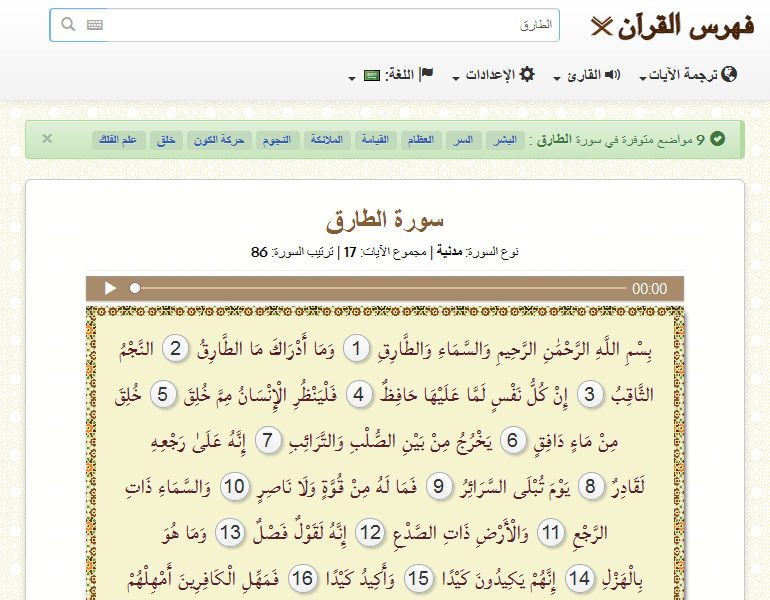 فهرس القرآن
الطارق
ترجمة الآيات
القارئ
الإعدادات
اللغة:
9 مواضع متوفرة في سورة الطارق : البشر السر العظام القيامة الملائكة النجوم حركة الكون خلق علم الفلك ×
سورة الطارق
نوع السورة: مدنية | مجموع الآيات: 17 | ترتيب السورة: 86
00:00
بِسْمِ اللَّهِ الرَّحْمَٰنِ الرَّحِيمِ وَالسَّمَاءِ وَالطَّارِقِ 1 وَمَا أَدْرَاكَ مَا الطَّارِقُ 2 النَّجْمُ
الثَّاقِبُ 3 إِنْ كُلُّ نَفْسٍ لَمَّا عَلَيْهَا حَافِظٌ 4 فَلْيَنْظُرِ الْإِنْسَانُ مِمَّ خُلِقَ 5 خُلِقَ
مِنْ مَاءٍ دَافِقٍ 6 يَخْرُجُ مِنْ بَيْنِ الصُّلْبِ وَالتَّرَائِبِ 7 إِنَّهُ عَلَىٰ رَجْعِهِ
لَقَادِرٌ 8 يَوْمَ تُبْلَى السَّرَائِرُ 9 فَمَا لَهُ مِنْ قُوَّةٍ وَلَا نَاصِرٍ 10 وَالسَّمَاءِ ذَاتِ
الرَّجْعِ 11 وَالْأَرْضِ ذَاتِ الصَّدْعِ 12 إِنَّهُ لَقَوْلٌ فَصْلٌ 13 وَمَا هُوَ
بِالْهَزْلِ 14 إِنَّهُمْ يَكِيدُونَ كَيْدًا 15 وَأَكِيدُ كَيْدًا 16 فَمَهِّلِ الْكَافِرِينَ أَمْهِلْهُمْ